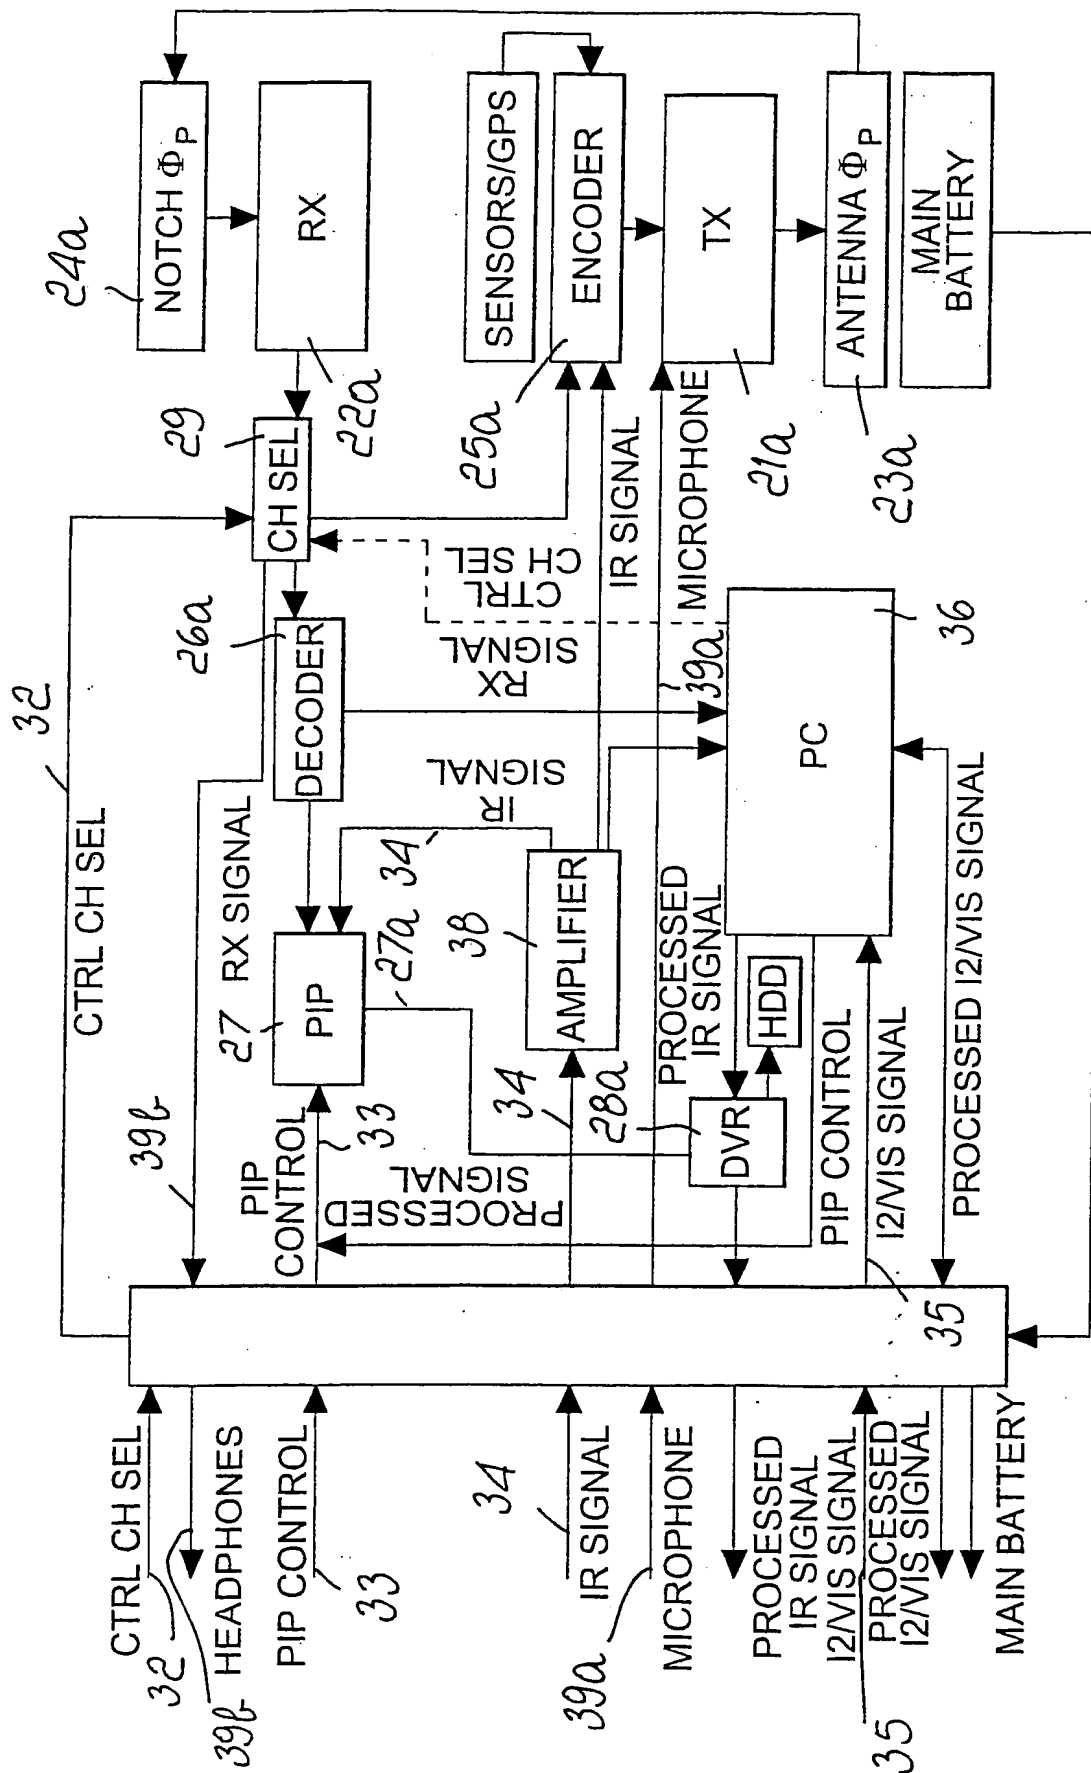 CTRL CH SEL
32
HEADPHONES
39b
PIP CONTROL
33
34
IR SIGNAL
39a
MICROPHONE
PROCESSED
IR SIGNAL
I2/VIS SIGNAL
PROCESSED
I2/VIS SIGNAL
35
MAIN BATTERY
32
CTRL CH SEL
39b
RX SIGNAL
PIP
CONTROL
33
PROCESSED
SIGNAL
27
PIP
27a
34
IR
SIGNAL
34
38
AMPLIFIER
28a
DVR
HDD
PROCESSED
IR SIGNAL
PIP CONTROL
I2/VIS SIGNAL
35
PROCESSED I2/VIS SIGNAL
26a
DECODER
RX
SIGNAL
CTRL
CH SEL
39a
PC
36
29
CH SEL
24a
NOTCH ΦP
RX
22a
SENSORS/GPS
ENCODER
25a
IR SIGNAL
MICROPHONE
TX
21a
ANTENNA ΦP
23a
MAIN
BATTERY